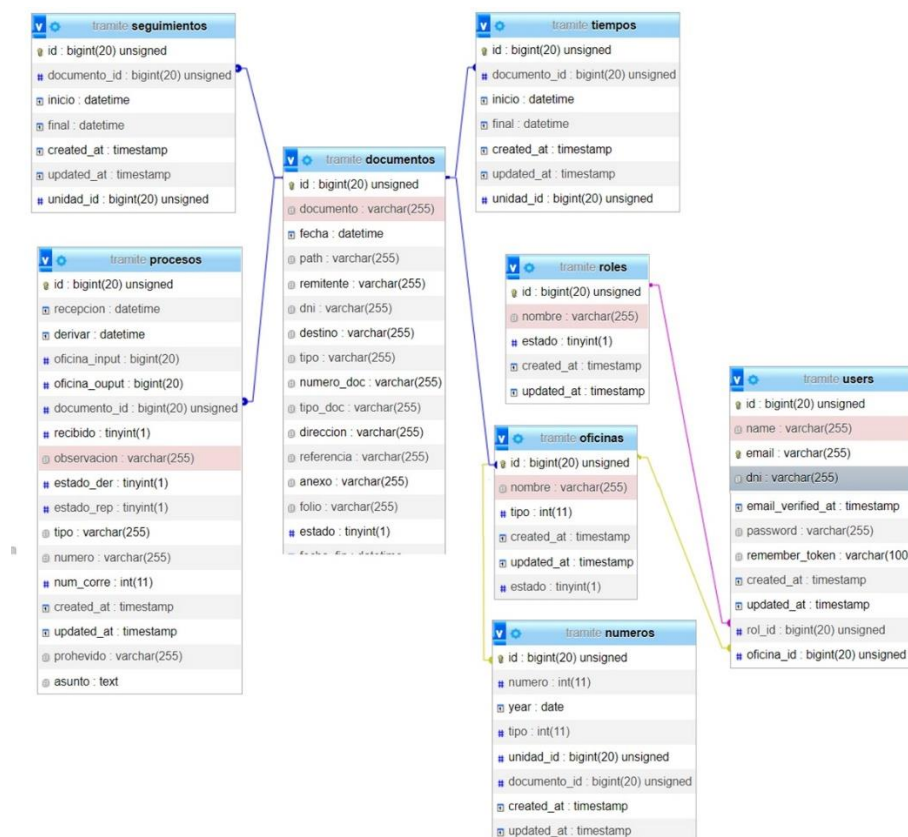 tramite seguimientos
id : bigint(20) unsigned
documento_id : bigint(20) unsigned
inicio : datetime
final : datetime
created_at : timestamp
updated_at : timestamp
unidad_id : bigint(20) unsigned
tramite tiempos
id : bigint(20) unsigned
documento_id : bigint(20) unsigned
inicio : datetime
final : datetime
created_at : timestamp
updated_at : timestamp
unidad_id : bigint(20) unsigned
tramite documentos
id : bigint(20) unsigned
documento : varchar(255)
fecha : datetime
path : varchar(255)
remitente : varchar(255)
dni : varchar(255)
destino : varchar(255)
tipo : varchar(255)
numero_doc : varchar(255)
tipo_doc : varchar(255)
direccion : varchar(255)
referencia : varchar(255)
anexo : varchar(255)
folio : varchar(255)
estado : tinyint(1)
tramite procesos
id : bigint(20) unsigned
recepcion : datetime
derivar : datetime
oficina_input : bigint(20)
oficina_ouput : bigint(20)
documento_id : bigint(20) unsigned
recibido : tinyint(1)
observacion : varchar(255)
estado_der : tinyint(1)
estado_rep : tinyint(1)
tipo : varchar(255)
numero : varchar(255)
num_corre : int(11)
created_at : timestamp
updated_at : timestamp
prohevido : varchar(255)
asunto : text
tramite roles
id : bigint(20) unsigned
nombre : varchar(255)
estado : tinyint(1)
created_at : timestamp
updated_at : timestamp
tramite users
id : bigint(20) unsigned
name : varchar(255)
email : varchar(255)
dni : varchar(255)
email_verified_at : timestamp
password : varchar(255)
remember_token : varchar(100
created_at : timestamp
updated_at : timestamp
rol_id : bigint(20) unsigned
oficina_id : bigint(20) unsigned
tramite oficinas
id : bigint(20) unsigned
nombre : varchar(255)
tipo : int(11)
created_at : timestamp
updated_at : timestamp
estado : tinyint(1)
tramite numeros
id : bigint(20) unsigned
numero : int(11)
year : date
tipo : int(11)
unidad_id : bigint(20) unsigned
documento_id : bigint(20) unsigned
created_at : timestamp
updated_at : timestamp